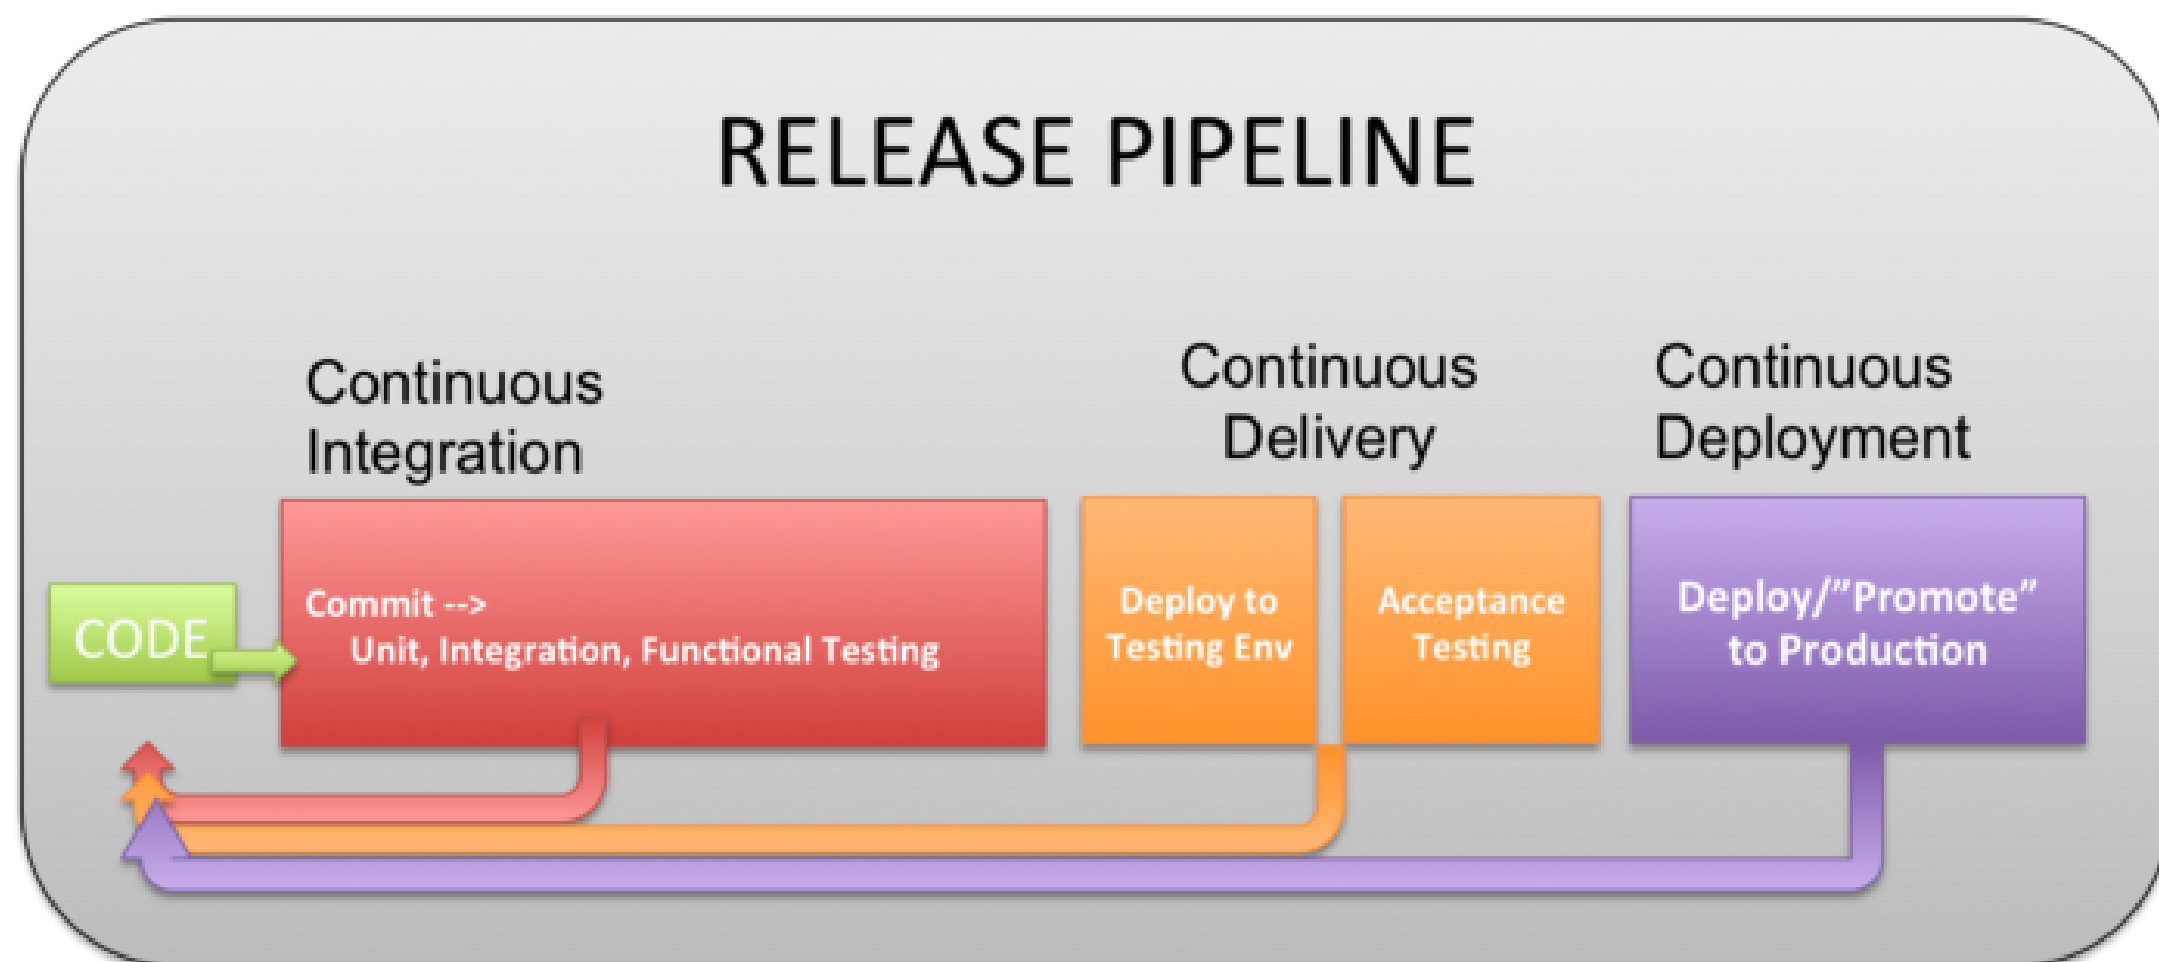 RELEASE PIPELINE
Continuous
Integration
Continuous
Delivery
Continuous
Deployment
CODE
Commit -->
Unit, Integration, Functional Testing
Deploy to
Testing Env
Acceptance
Testing
Deploy/”Promote”
to Production